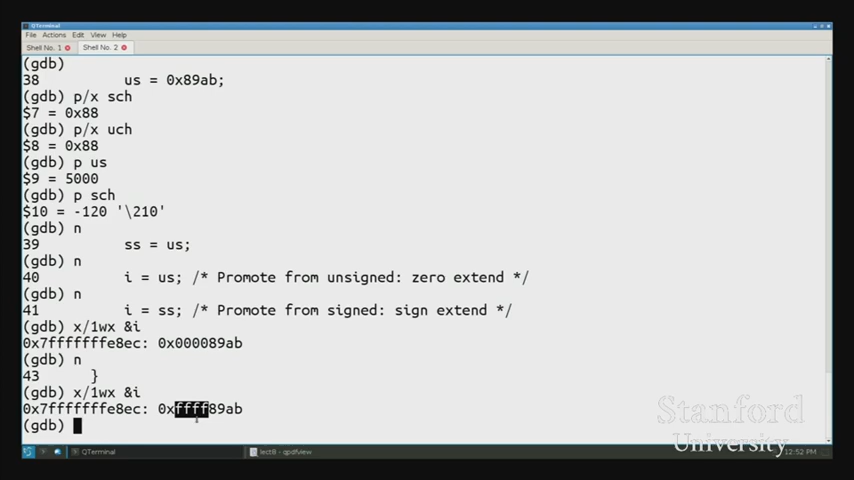 QTerminal
File Actions Edit View Help
Shell No. 1 Shell No. 2
(gdb)
38 us = 0x89ab;
(gdb) p/x sch
$7 = 0x88
(gdb) p/x uch
$8 = 0x88
(gdb) p us
$9 = 5000
(gdb) p sch
$10 = -120 '\210'
(gdb) n
39 ss = us;
(gdb) n
40 i = us; /* Promote from unsigned: zero extend */
(gdb) n
41 i = ss; /* Promote from signed: sign extend */
(gdb) x/1wx &i
0x7fffffffe8ec: 0x000089ab
(gdb) n
43 }
(gdb) x/1wx &i
0x7fffffffe8ec: 0xffff89ab
(gdb)
Stanford
University
QTerminal lect8 - qpdfview 12:52 PM